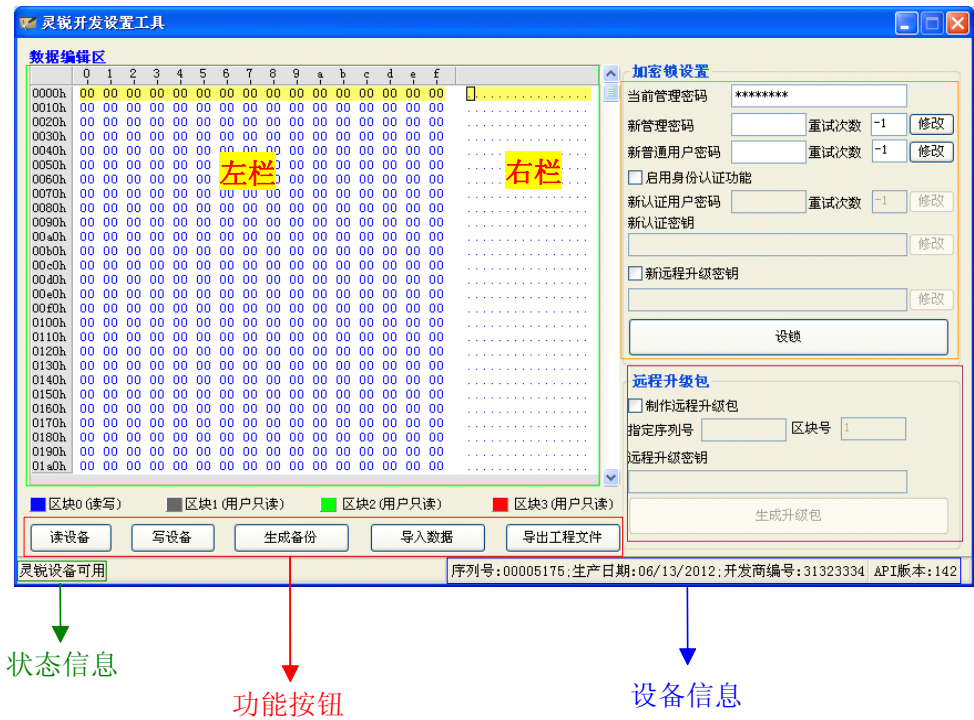 灵锐开发设置工具
数据编辑区
0 1 2 3 4 5 6 7 8 9 a b c d e f
0000h 00 00 00 00 00 00 00 00 00 00 00 00 00 00 00 00 ................
0010h 00 00 00 00 00 00 00 00 00 00 00 00 00 00 00 00 ................
0020h 00 00 00 00 00 00 00 00 00 00 00 00 00 00 00 00 ................
0030h 00 00 00 00 00 00 00 00 00 00 00 00 00 00 00 00 ................
0040h 00 00 00 00 00 00 00 00 00 00 00 00 00 00 00 00 ................
0050h 00 00 00 00 00 00 左栏 00 00 00 00 00 00 00 ........ 右栏
0060h 00 00 00 00 00 00 00 00 00 00 00 00 00 ................
0070h 00 00 00 00 00 00 00 00 00 00 00 00 00 00 00 00 ................
0080h 00 00 00 00 00 00 00 00 00 00 00 00 00 00 00 00 ................
0090h 00 00 00 00 00 00 00 00 00 00 00 00 00 00 00 00 ................
00a0h 00 00 00 00 00 00 00 00 00 00 00 00 00 00 00 00 ................
00b0h 00 00 00 00 00 00 00 00 00 00 00 00 00 00 00 00 ................
00c0h 00 00 00 00 00 00 00 00 00 00 00 00 00 00 00 00 ................
00d0h 00 00 00 00 00 00 00 00 00 00 00 00 00 00 00 00 ................
00e0h 00 00 00 00 00 00 00 00 00 00 00 00 00 00 00 00 ................
00f0h 00 00 00 00 00 00 00 00 00 00 00 00 00 00 00 00 ................
0100h 00 00 00 00 00 00 00 00 00 00 00 00 00 00 00 00 ................
0110h 00 00 00 00 00 00 00 00 00 00 00 00 00 00 00 00 ................
0120h 00 00 00 00 00 00 00 00 00 00 00 00 00 00 00 00 ................
0130h 00 00 00 00 00 00 00 00 00 00 00 00 00 00 00 00 ................
0140h 00 00 00 00 00 00 00 00 00 00 00 00 00 00 00 00 ................
0150h 00 00 00 00 00 00 00 00 00 00 00 00 00 00 00 00 ................
0160h 00 00 00 00 00 00 00 00 00 00 00 00 00 00 00 00 ................
0170h 00 00 00 00 00 00 00 00 00 00 00 00 00 00 00 00 ................
0180h 00 00 00 00 00 00 00 00 00 00 00 00 00 00 00 00 ................
0190h 00 00 00 00 00 00 00 00 00 00 00 00 00 00 00 00 ................
01a0h 00 00 00 00 00 00 00 00 00 00 00 00 00 00 00 00 ................
区块0(读写) 区块1(用户只读) 区块2(用户只读) 区块3(用户只读)
读设备 写设备 生成备份 导入数据 导出工程文件
加密锁设置
当前管理密码 ********
新管理密码 重试次数 -1 修改
新普通用户密码 重试次数 -1 修改
启用身份认证功能
新认证用户密码 重试次数 -1 修改
新认证密钥
修改
新远程升级密钥
修改
设锁
远程升级包
制作远程升级包
指定序列号 区块号 1
远程升级密钥
生成升级包
灵锐设备可用 序列号:00005175;生产日期:06/13/2012;开发商编号:31323334 API版本:142
状态信息
功能按钮
设备信息